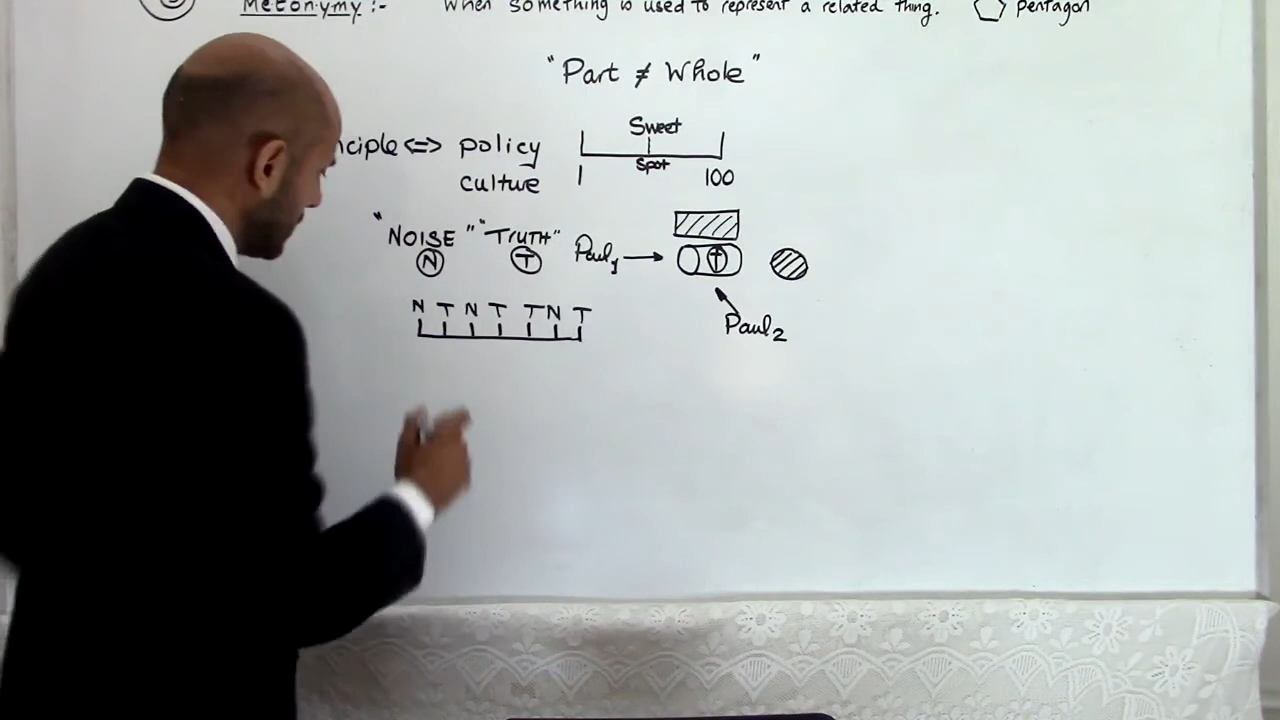 Metonymy :- When something is used to represent a related thing. Pentagon
"Part ≠ Whole"
nciple <=> policy
culture
Sweet
Spot
1 100
"NOISE" "TRUTH"
N T
Paul1 →
T
Paul2
N T N T T N T